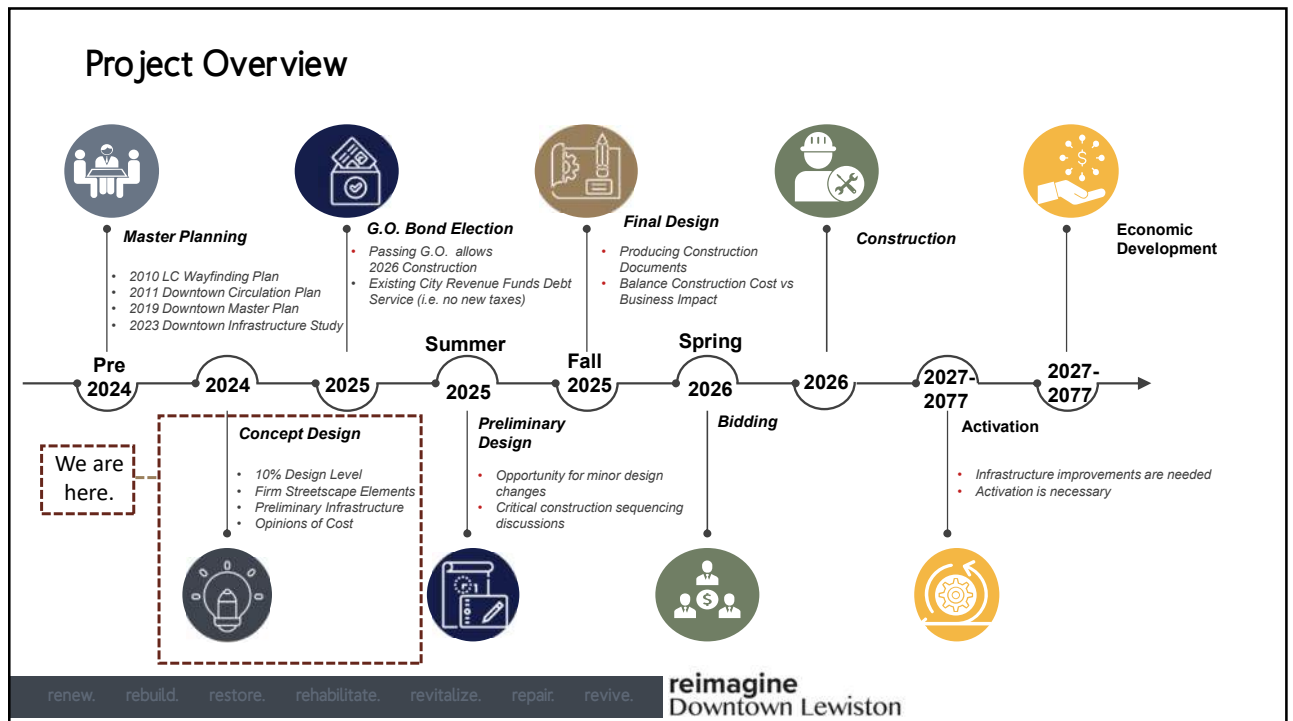 Project Overview
Master Planning
• 2010 LC Wayfinding Plan
• 2011 Downtown Circulation Plan
• 2019 Downtown Master Plan
• 2023 Downtown Infrastructure Study
G.O. Bond Election
• Passing G.O. allows
2026 Construction
• Existing City Revenue Funds Debt
Service (i.e. no new taxes)
Final Design
• Producing Construction
Documents
• Balance Construction Cost vs
Business Impact
Construction
$
Economic
Development
Pre
2024
2024
2025
Summer
2025
Fall
2025
Spring
2026
2026
2027-
2077
2027-
2077
We are
here.
Concept Design
• 10% Design Level
• Firm Streetscape Elements
• Preliminary Infrastructure
• Opinions of Cost
Preliminary
Design
• Opportunity for minor design
changes
• Critical construction sequencing
discussions
Bidding
$
Activation
• Infrastructure improvements are needed
• Activation is necessary
renew. rebuild. restore. rehabilitate. revitalize. repair. revive.
reimagine
Downtown Lewiston